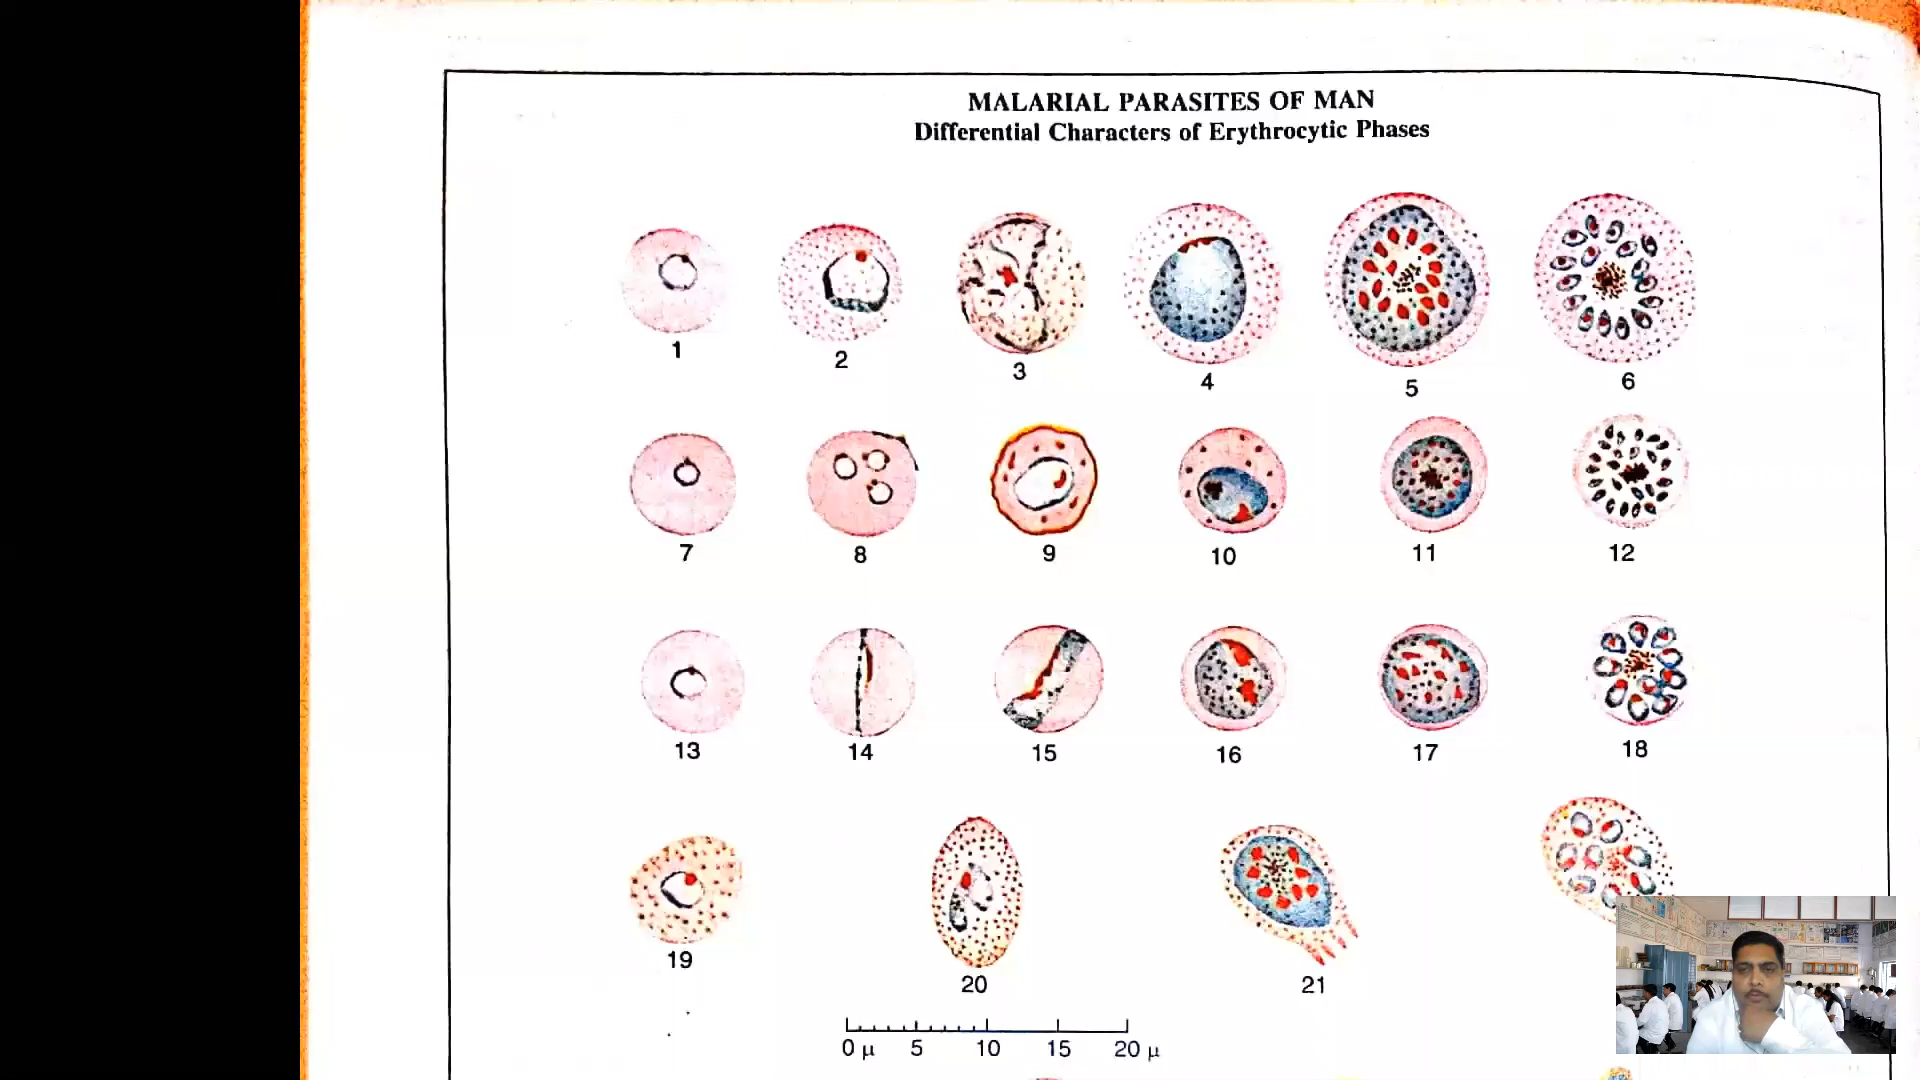 MALARIAL PARASITES OF MAN
Differential Characters of Erythrocytic Phases
1 2 3 4 5 6
7 8 9 10 11 12
13 14 15 16 17 18
19 20 21
0 μ 5 10 15 20 μ